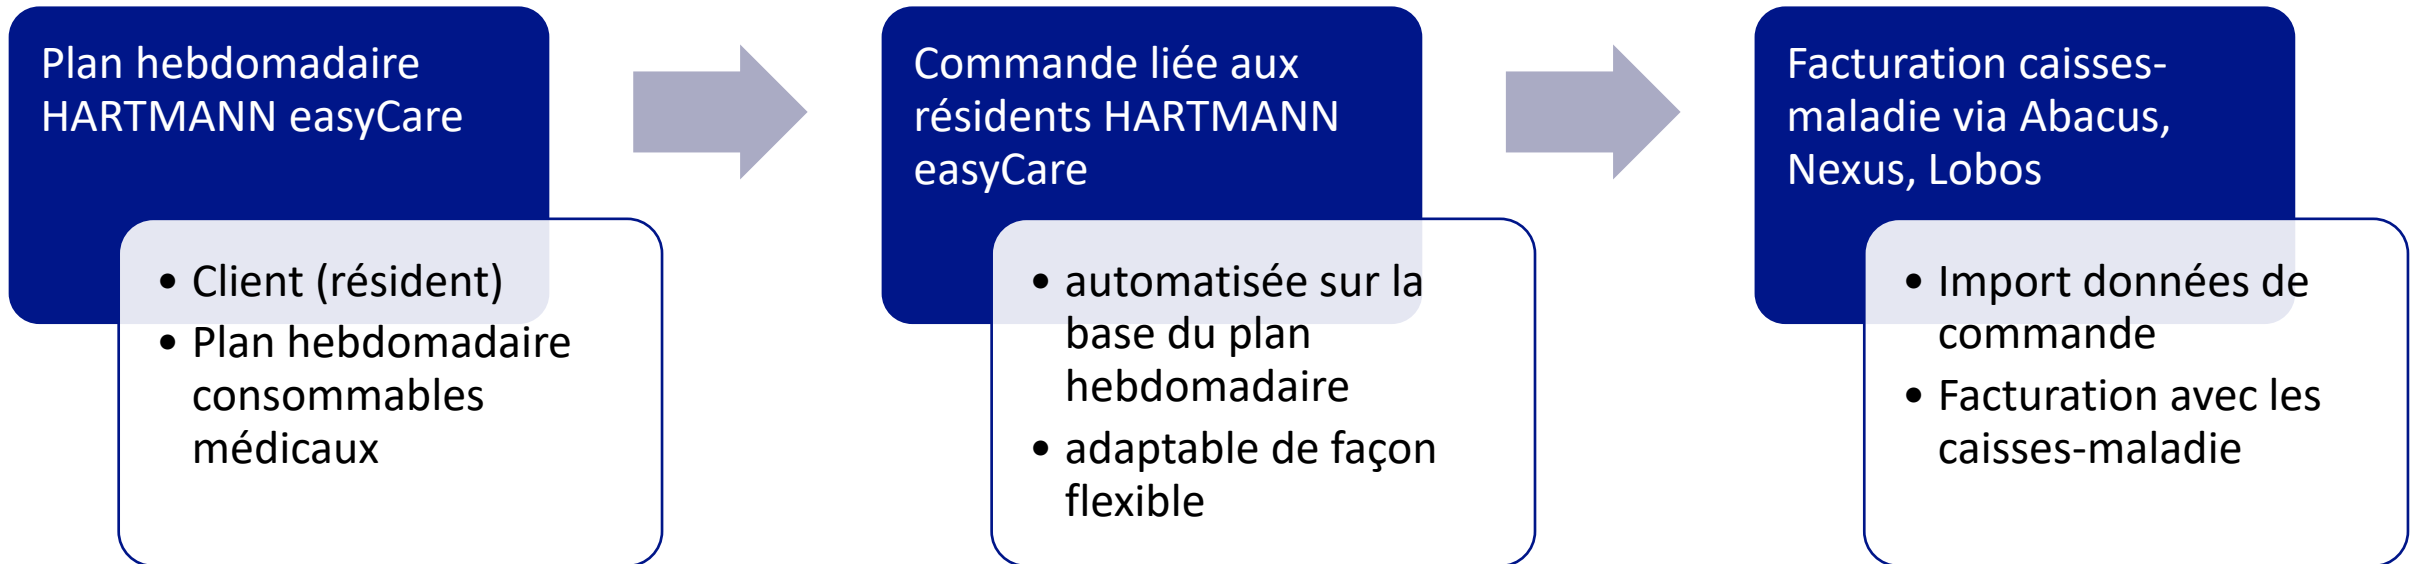 Plan hebdomadaire
HARTMANN easyCare
• Client (résident)
• Plan hebdomadaire
consommables
médicaux
Commande liée aux
résidents HARTMANN
easyCare
• automatisée sur la
base du plan
hebdomadaire
• adaptable de façon
flexible
Facturation caisses-
maladie via Abacus,
Nexus, Lobos
• Import données de
commande
• Facturation avec les
caisses-maladie